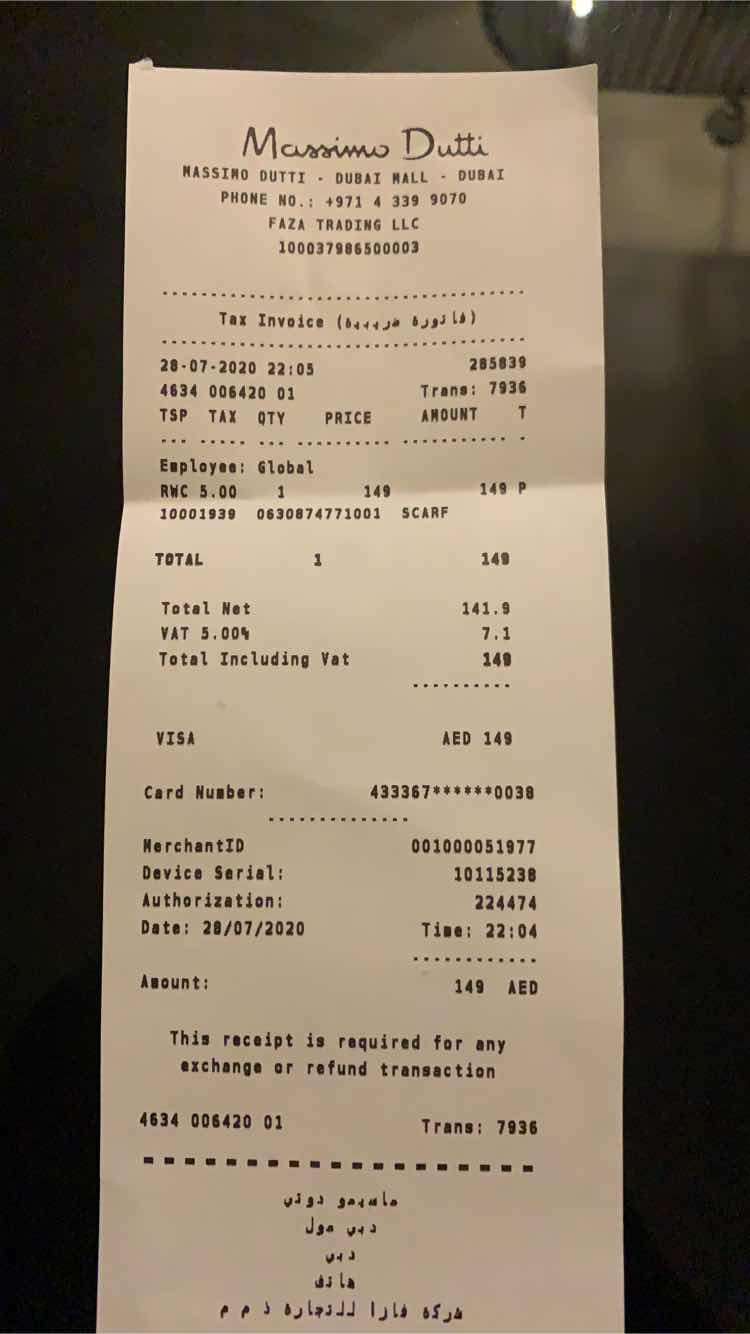 Massimo Dutti
MASSIMO DUTTI - DUBAI MALL - DUBAI
PHONE NO.: +971 4 339 9070
FAZA TRADING LLC
100037986500003
Tax Invoice (فاتورة ضريبية)
28-07-2020 22:05 285839
4634 006420 01 Trans: 7936
TSP TAX QTY PRICE AMOUNT T
Employee: Global
RWC 5.00 1 149 149 P
10001939 0630874771001 SCARF
TOTAL 1 149
Total Net 141.9
VAT 5.00% 7.1
Total Including Vat 149
VISA AED 149
Card Number: 433367******0038
MerchantID 001000051977
Device Serial: 10115238
Authorization: 224474
Date: 28/07/2020 Time: 22:04
Amount: 149 AED
This receipt is required for any
exchange or refund transaction
4634 006420 01 Trans: 7936
ماسيمو دوتي
دبي مول
دبي
هاتف
شركة فازا للتجارة ذ م م